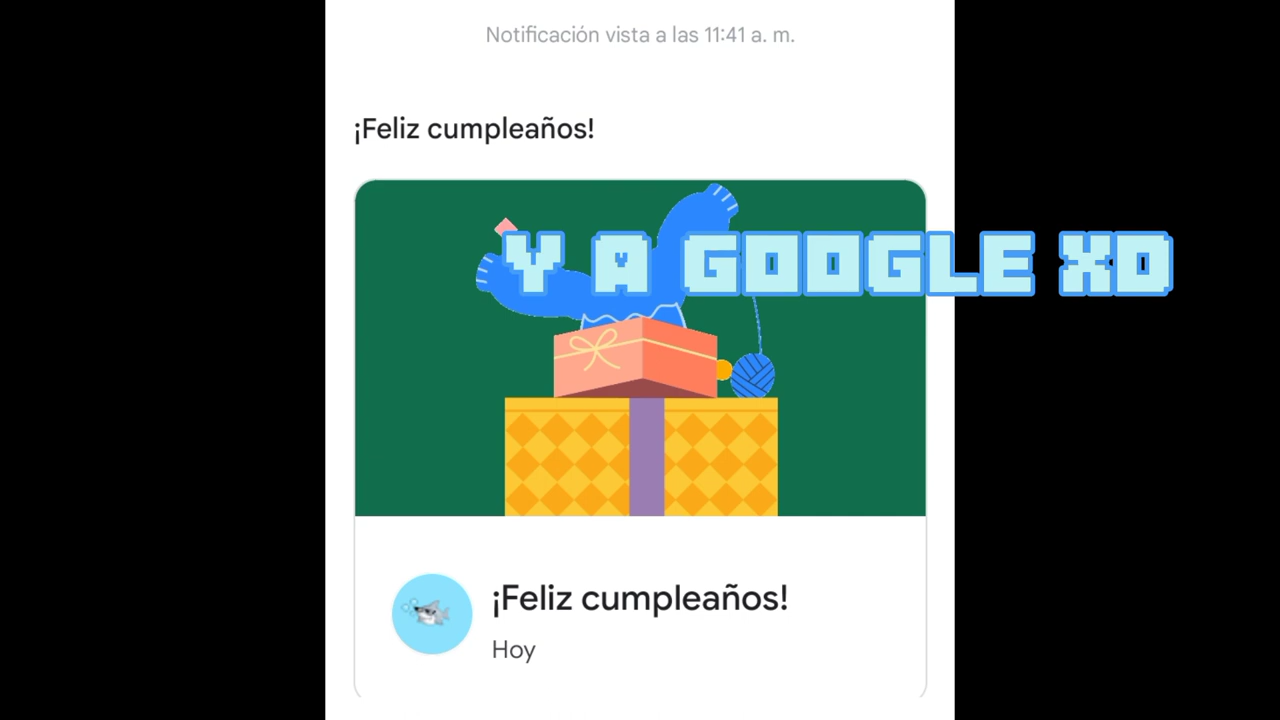 Notificación vista a las 11:41 a. m.
¡Feliz cumpleaños!
Y A GOOGLE XD
¡Feliz cumpleaños!
Hoy